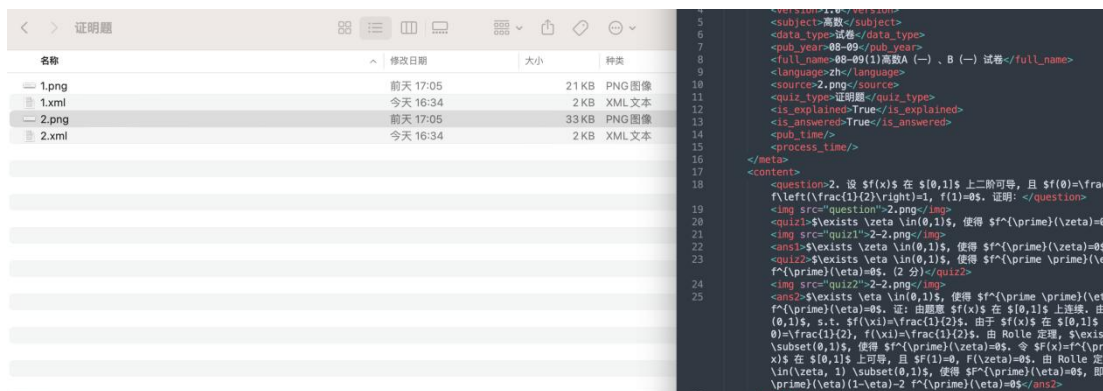 证明题
名称 修改日期 大小 种类
1.png 前天 17:05 21 KB PNG图像
1.xml 今天 16:34 2 KB XML文本
2.png 前天 17:05 33 KB PNG图像
2.xml 今天 16:34 2 KB XML文本
4 <version>1.0</version>
5 <subject>高数</subject>
6 <data_type>试卷</data_type>
7 <pub_year>08-09</pub_year>
8 <full_name>08-09(1)高数A（一）、B（一）试卷</full_name>
9 <language>zh</language>
10 <source>2.png</source>
11 <quiz_type>证明题</quiz_type>
12 <is_explained>True</is_explained>
13 <is_answered>True</is_answered>
14 <pub_time/>
15 <process_time/>
16 </meta>
17 <content>
18 <question>2. 设 $f(x)$ 在 $[0,1]$ 上二阶可导, 且 $f(0)=\frac
f\left(\frac{1}{2}\right)=1, f(1)=0$. 证明: </question>
19 <img src="question">2.png</img>
20 <quiz1>$\exists \zeta \in(0,1)$, 使得 $f^{\prime}(\zeta)=0
21 <img src="quiz1">2-2.png</img>
22 <ans1>$\exists \zeta \in(0,1)$, 使得 $f^{\prime}(\zeta)=0$
23 <quiz2>$\exists \eta \in(0,1)$, 使得 $f^{\prime \prime}(\e
f^{\prime}(\eta)=0$. (2 分)</quiz2>
24 <img src="quiz2">2-2.png</img>
25 <ans2>$\exists \eta \in(0,1)$, 使得 $f^{\prime \prime}(\et
f^{\prime}(\eta)=0$. 证: 由题意 $f(x)$ 在 $[0,1]$ 上连续. 由
(0,1)$, s.t. $f(\xi)=\frac{1}{2}$. 由于 $f(x)$ 在 $[0,1]$
0)=\frac{1}{2}, f(\xi)=\frac{1}{2}$. 由 Rolle 定理, $\exis
\subset(0,1)$, 使得 $f^{\prime}(\zeta)=0$. 令 $F(x)=f^{\pr
x)$ 在 $[0,1]$ 上可导, 且 $F(1)=0, F(\zeta)=0$. 由 Rolle 定
\in(\zeta, 1) \subset(0,1)$, 使得 $F^{\prime}(\eta)=0$, 即
\prime}(\eta)(1-\eta)-2 f^{\prime}(\eta)=0$</ans2>